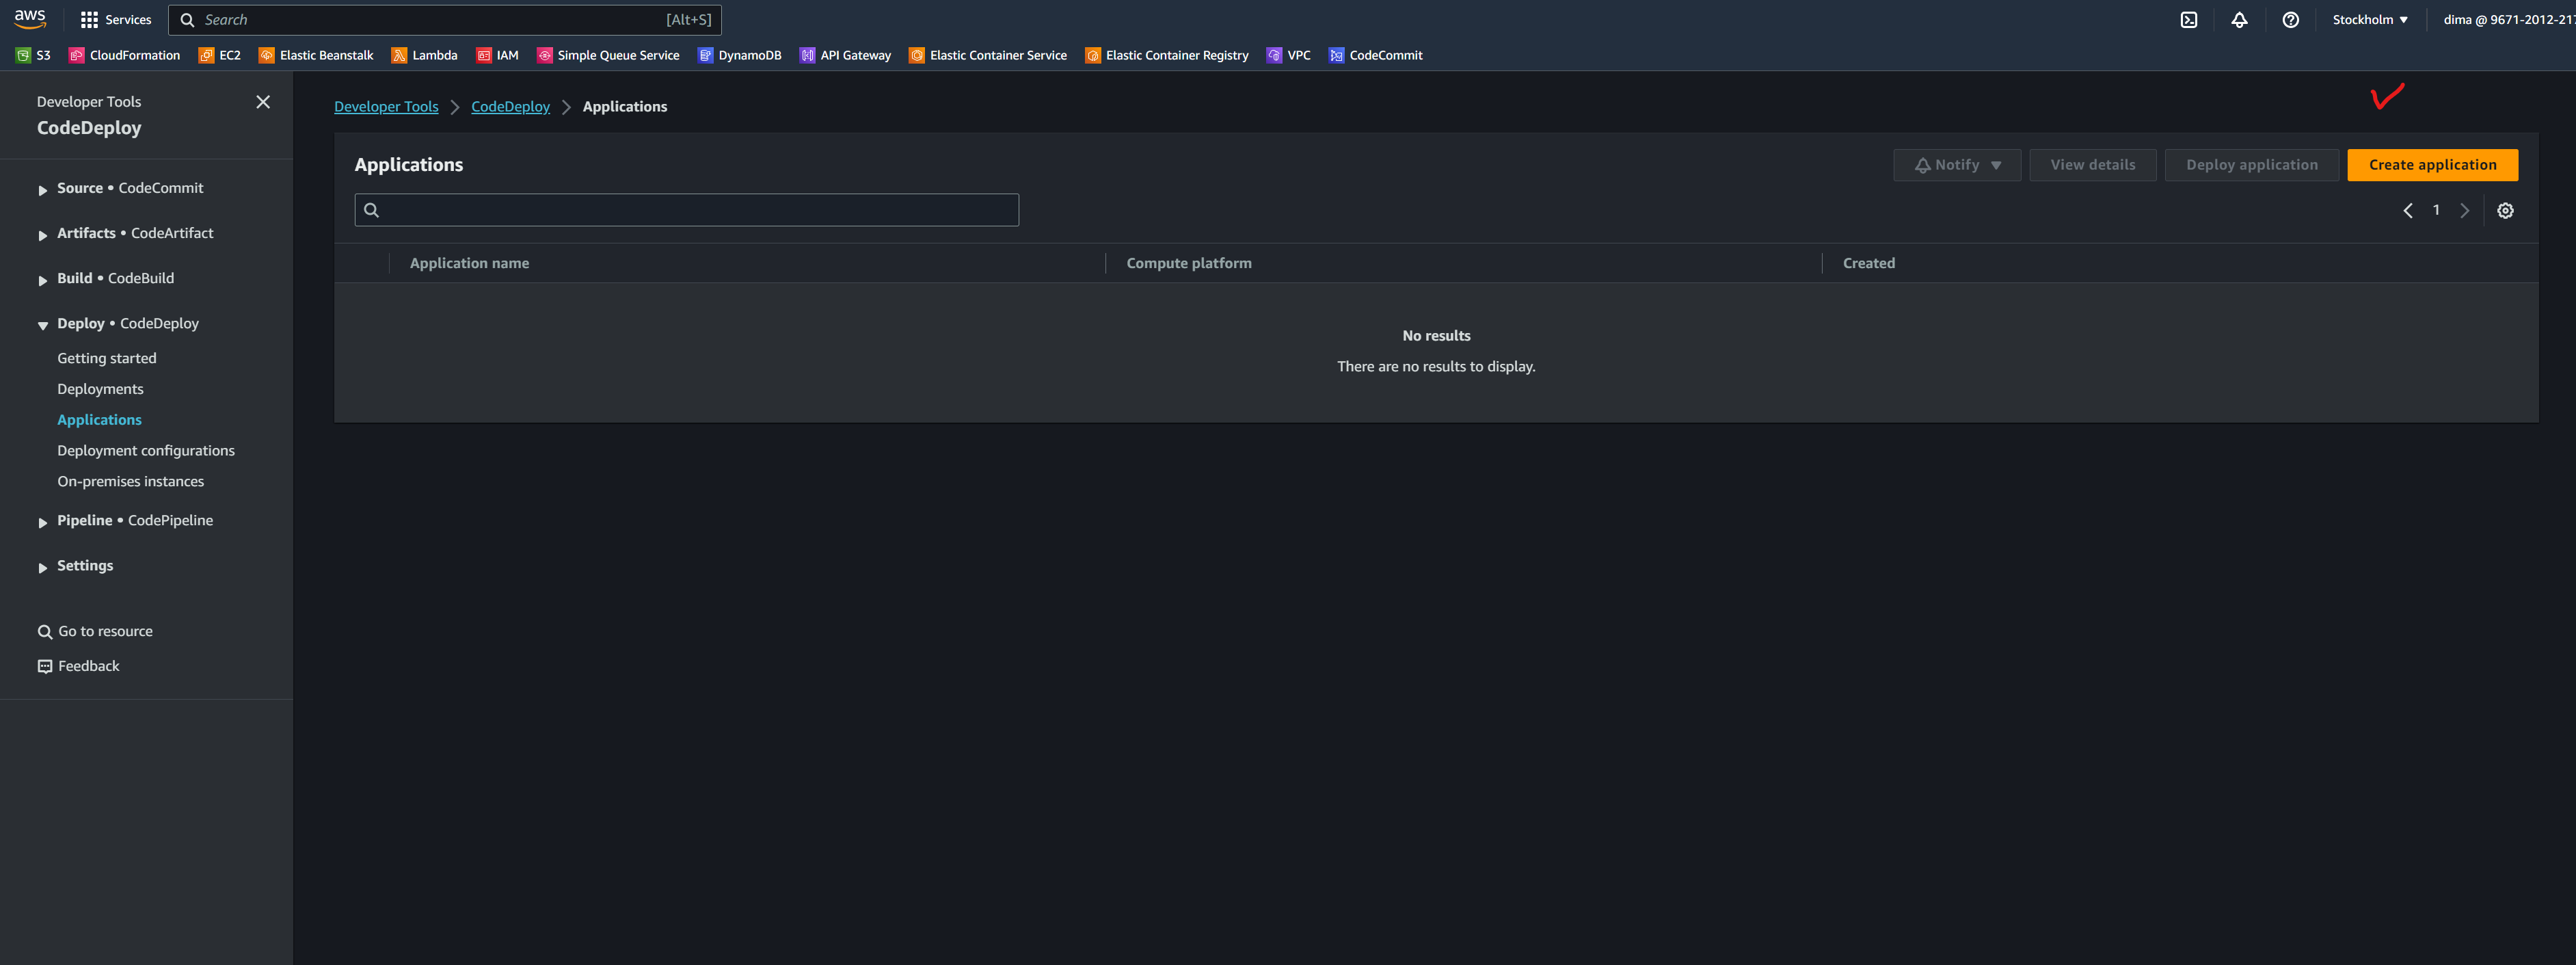 aws Services Search [Alt+S] Stockholm dima @ 9671-2012-21
S3 CloudFormation EC2 Elastic Beanstalk Lambda IAM Simple Queue Service DynamoDB API Gateway Elastic Container Service Elastic Container Registry VPC CodeCommit
Developer Tools
CodeDeploy
Source • CodeCommit
Artifacts • CodeArtifact
Build • CodeBuild
Deploy • CodeDeploy
Getting started
Deployments
Applications
Deployment configurations
On-premises instances
Pipeline • CodePipeline
Settings
Go to resource
Feedback
Developer Tools CodeDeploy Applications
Applications
Notify View details Deploy application Create application
1
Application name Compute platform Created
No results
There are no results to display.